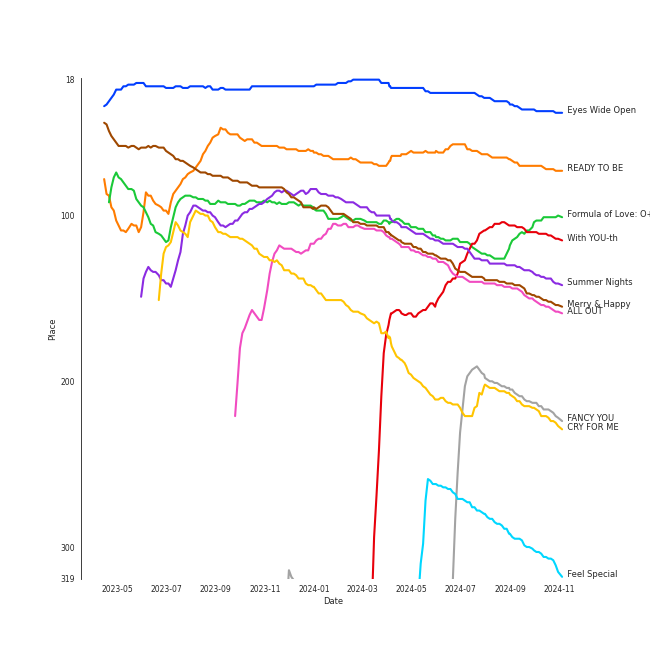 18
Eyes Wide Open
READY TO BE
100
Formula of Love: O+
With YOU-th
Summer Nights
Merry & Happy
ALL OUT
Place
200
FANCY YOU
CRY FOR ME
300
Feel Special
319
2023-05 2023-07 2023-09 2023-11 2024-01 2024-03 2024-05 2024-07 2024-09 2024-11
Date